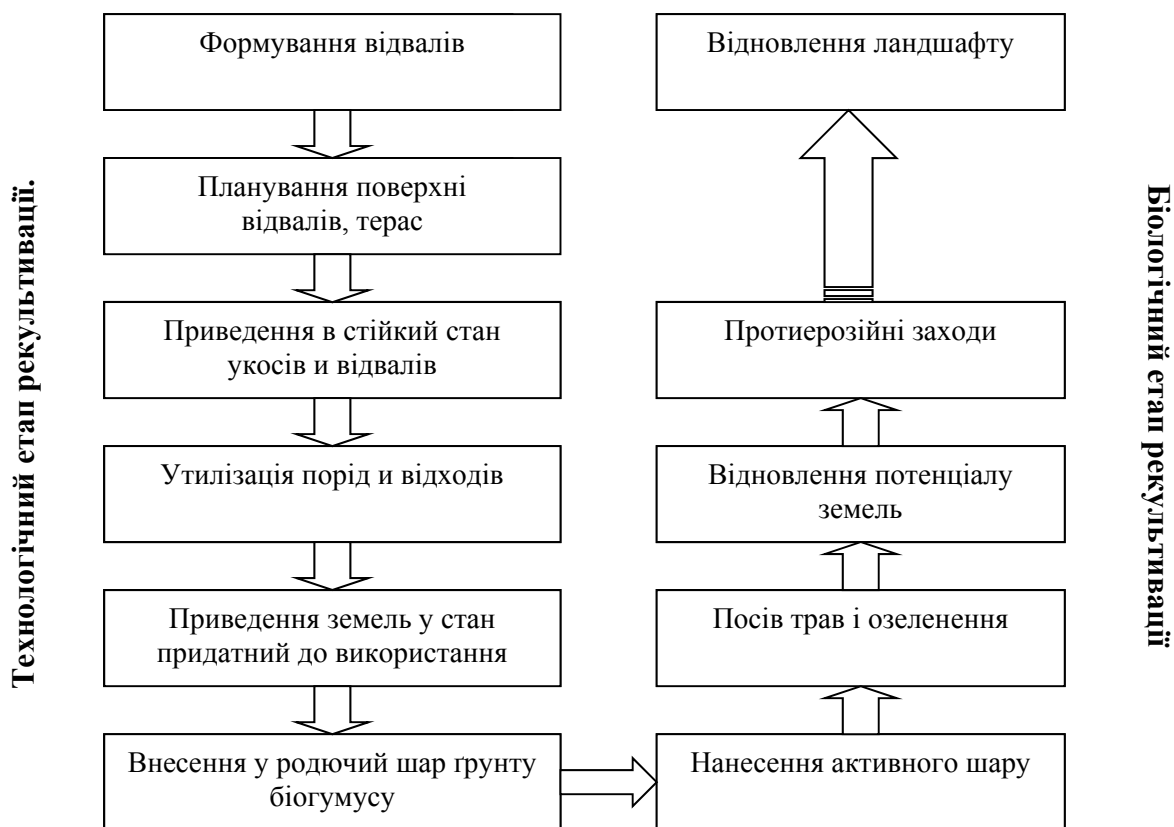 Технологічний етап рекультивації.
Формування відвалів
Планування поверхні
відвалів, терас
Приведення в стійкий стан
укосів и відвалів
Утилізація порід и відходів
Приведення земель у стан
придатний до використання
Внесення у родючий шар ґрунту
біогумусу
Нанесення активного шару
Посів трав і озеленення
Відновлення потенціалу
земель
Протиерозійні заходи
Відновлення ландшафту
Біологічний етап рекультивації